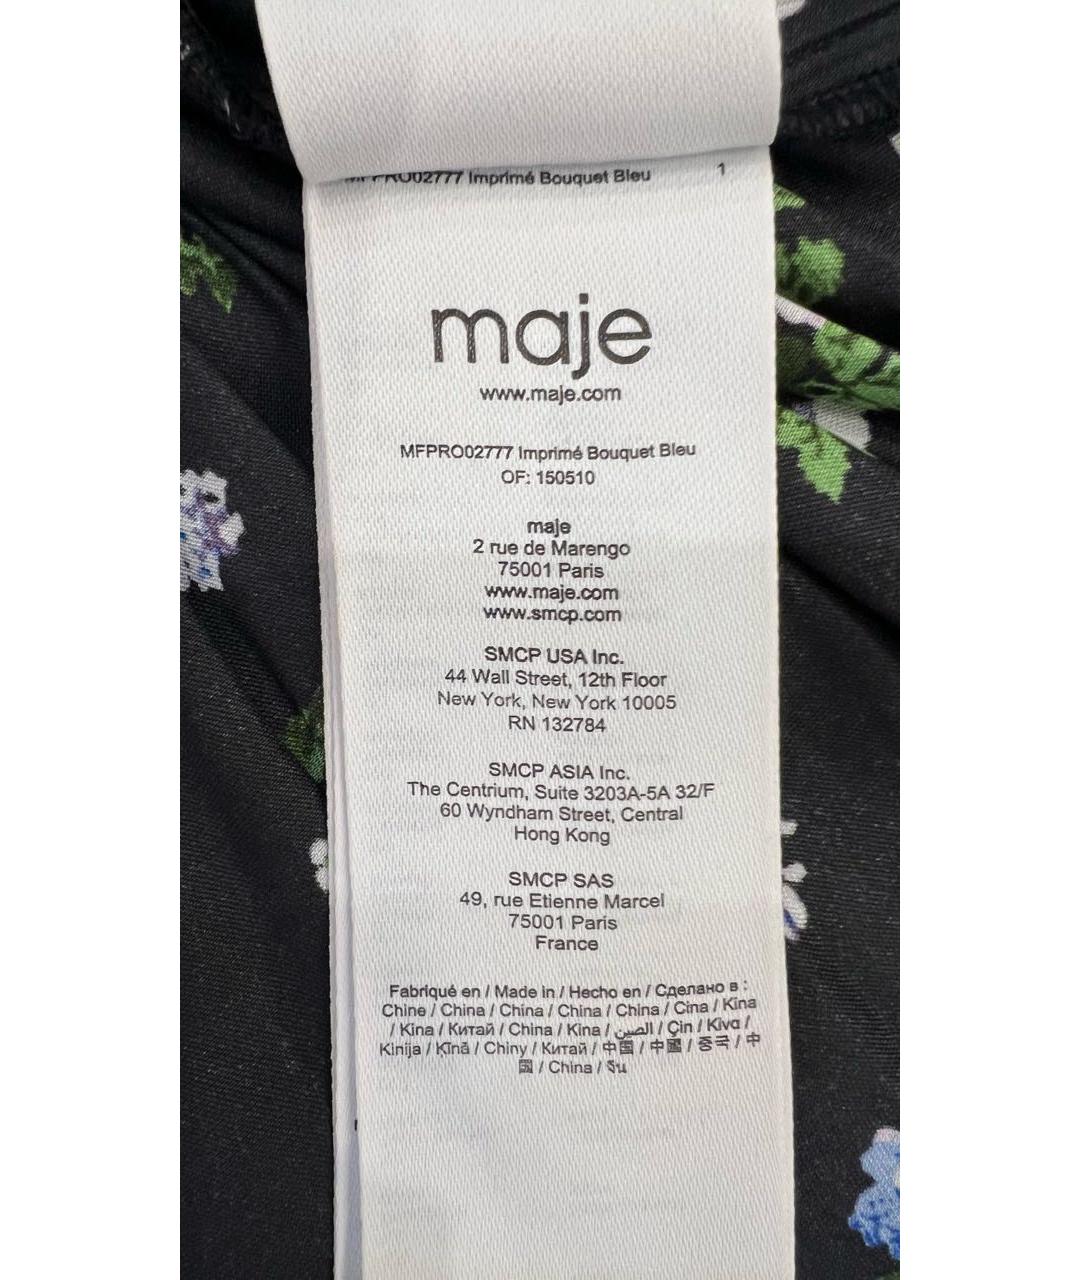 MFPRO02777 Imprimé Bouquet Bleu 1
maje
www.maje.com
MFPRO02777 Imprimé Bouquet Bleu
OF: 150510
maje
2 rue de Marengo
75001 Paris
www.maje.com
www.smcp.com
SMCP USA Inc.
44 Wall Street, 12th Floor
New York, New York 10005
RN 132784
SMCP ASIA Inc.
The Centrium, Suite 3203A-5A 32/F
60 Wyndham Street, Central
Hong Kong
SMCP SAS
49, rue Etienne Marcel
75001 Paris
France
Fabriqué en / Made in / Hecho en / Сделано в :
Chine / China / China / China / China / Cina / Kina
/ Kina / Китай / China / Kina / الصين / Çin / Kίνα /
Kinija / Ķīnā / Chiny / Китай / 中国 / 中國 / 중국 / 中
国 / China / จีน